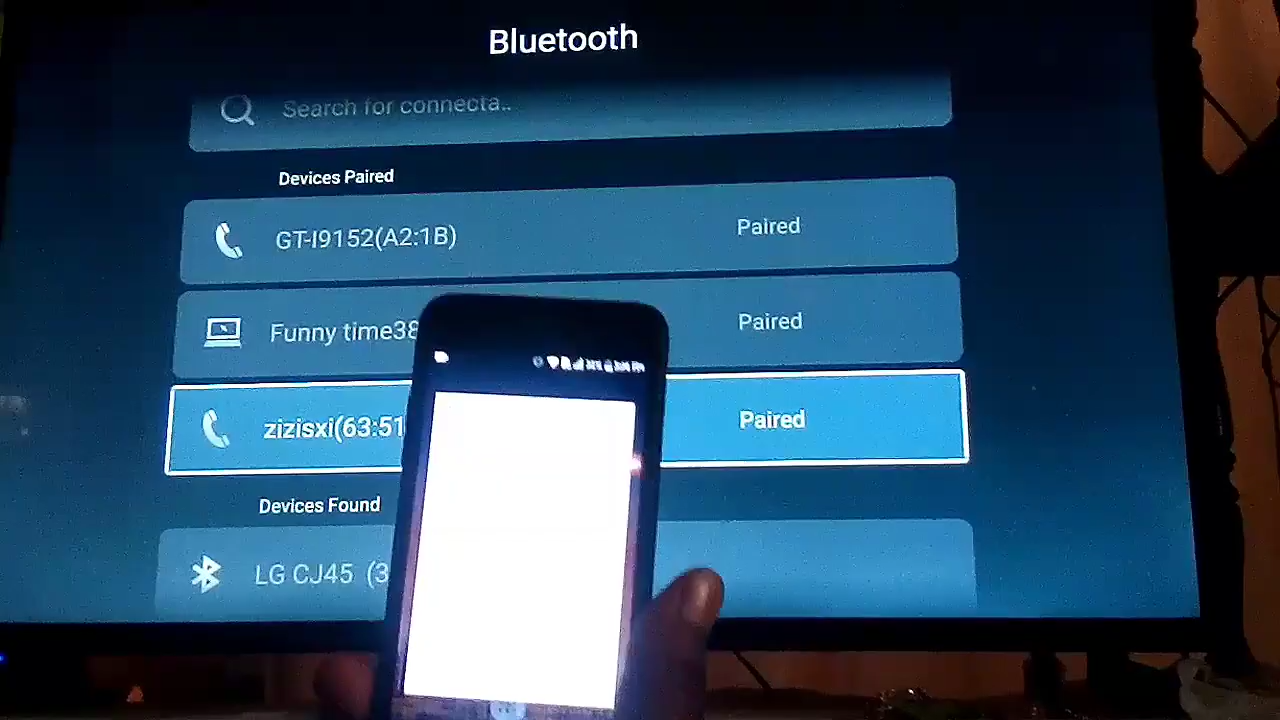 Bluetooth
Search for connecta..
Devices Paired
GT-I9152(A2:1B) Paired
Funny time38 Paired
zizisxi(63:51 Paired
Devices Found
LG CJ45 (3